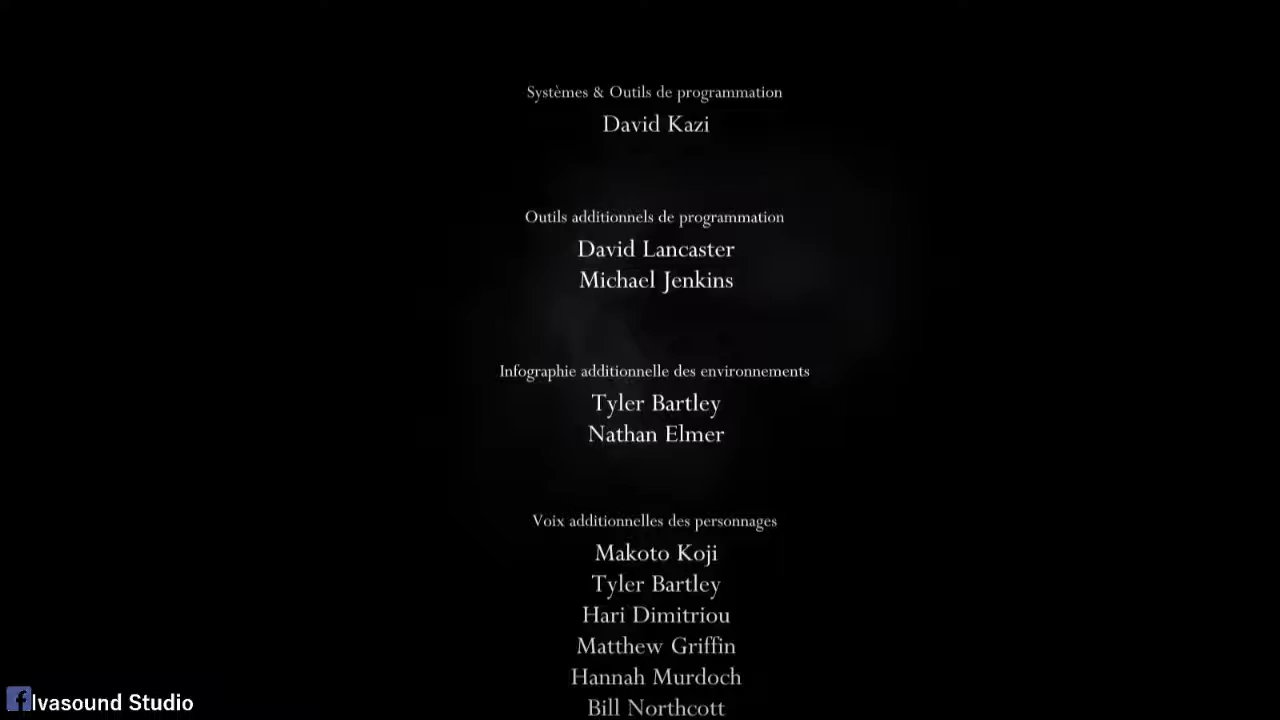 Systèmes & Outils de programmation
David Kazi
Outils additionnels de programmation
David Lancaster
Michael Jenkins
Infographie additionnelle des environnements
Tyler Bartley
Nathan Elmer
Voix additionnelles des personnages
Makoto Koji
Tyler Bartley
Hari Dimitriou
Matthew Griffin
Hannah Murdoch
Bill Northcott
lvasound Studio